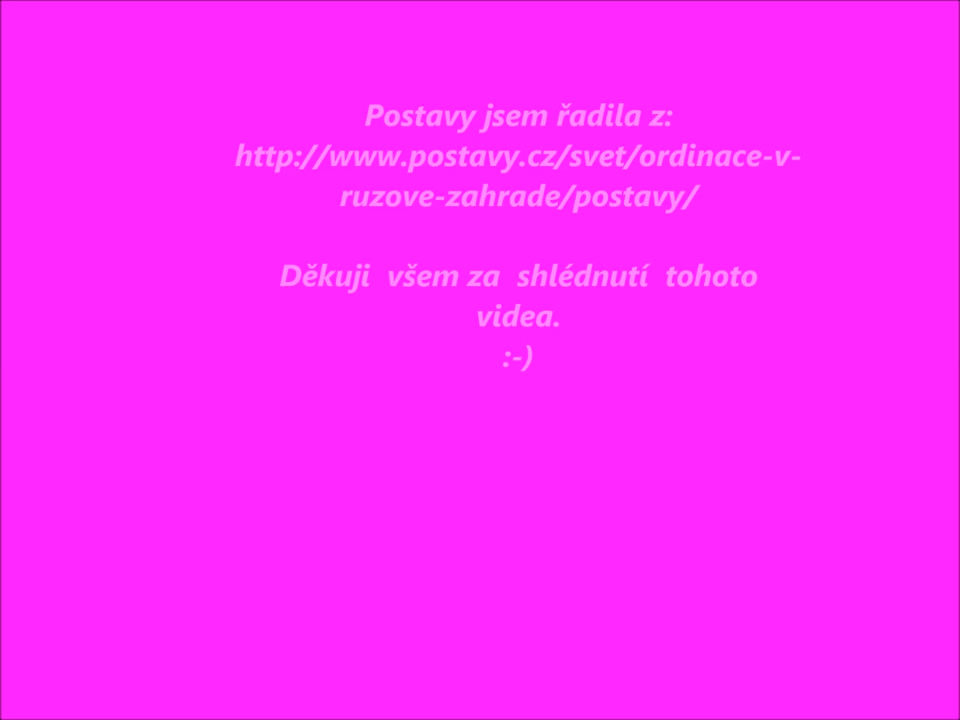 Postavy jsem řadila z:
http://www.postavy.cz/svet/ordinace-v-
ruzove-zahrade/postavy/
Děkuji všem za shlédnutí tohoto
videa.
:-)